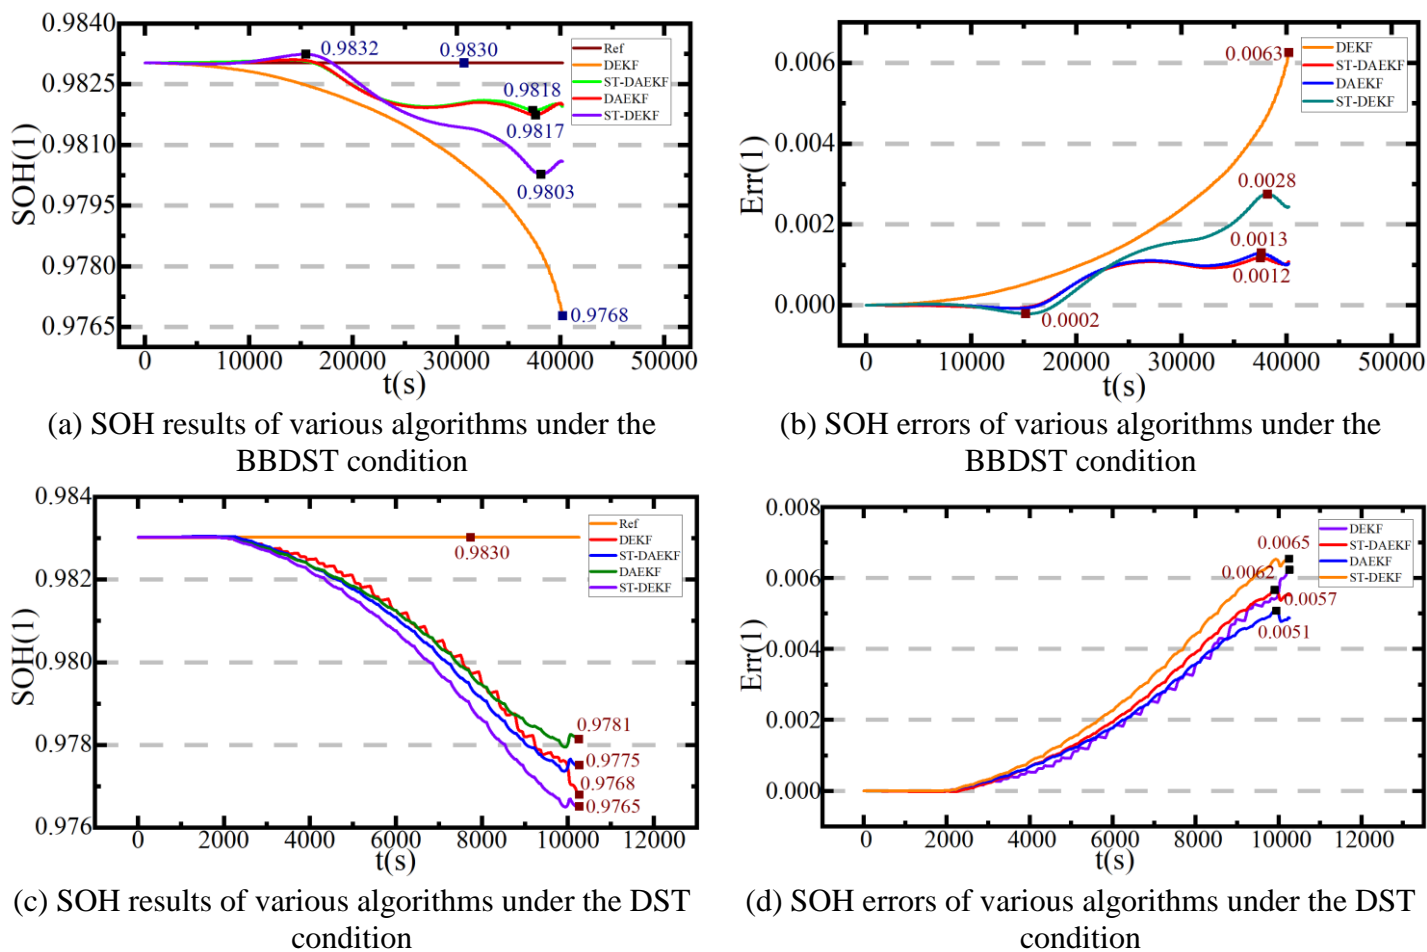 0.9840
0.9825
0.9810
0.9795
0.9780
0.9765
SOH(1)
0.9832
0.9830
0.9818
0.9817
0.9803
0.9768
Ref
DEKF
ST-DAEKF
DAEKF
ST-DEKF
0 10000 20000 30000 40000 50000
t(s)
(a) SOH results of various algorithms under the
BBDST condition
0.006
0.004
0.002
0.000
Err(1)
0.0063
0.0028
0.0013
0.0012
0.0002
DEKF
ST-DAEKF
DAEKF
ST-DEKF
0 10000 20000 30000 40000 50000
t(s)
(b) SOH errors of various algorithms under the
BBDST condition
0.984
0.982
0.980
0.978
0.976
SOH(1)
0.9830
0.9781
0.9775
0.9768
0.9765
Ref
DEKF
ST-DAEKF
DAEKF
ST-DEKF
0 2000 4000 6000 8000 10000 12000
t(s)
(c) SOH results of various algorithms under the DST
condition
0.008
0.006
0.004
0.002
0.000
Err(1)
0.0065
0.0062
0.0057
0.0051
DEKF
ST-DAEKF
DAEKF
ST-DEKF
0 2000 4000 6000 8000 10000 12000
t(s)
(d) SOH errors of various algorithms under the DST
condition